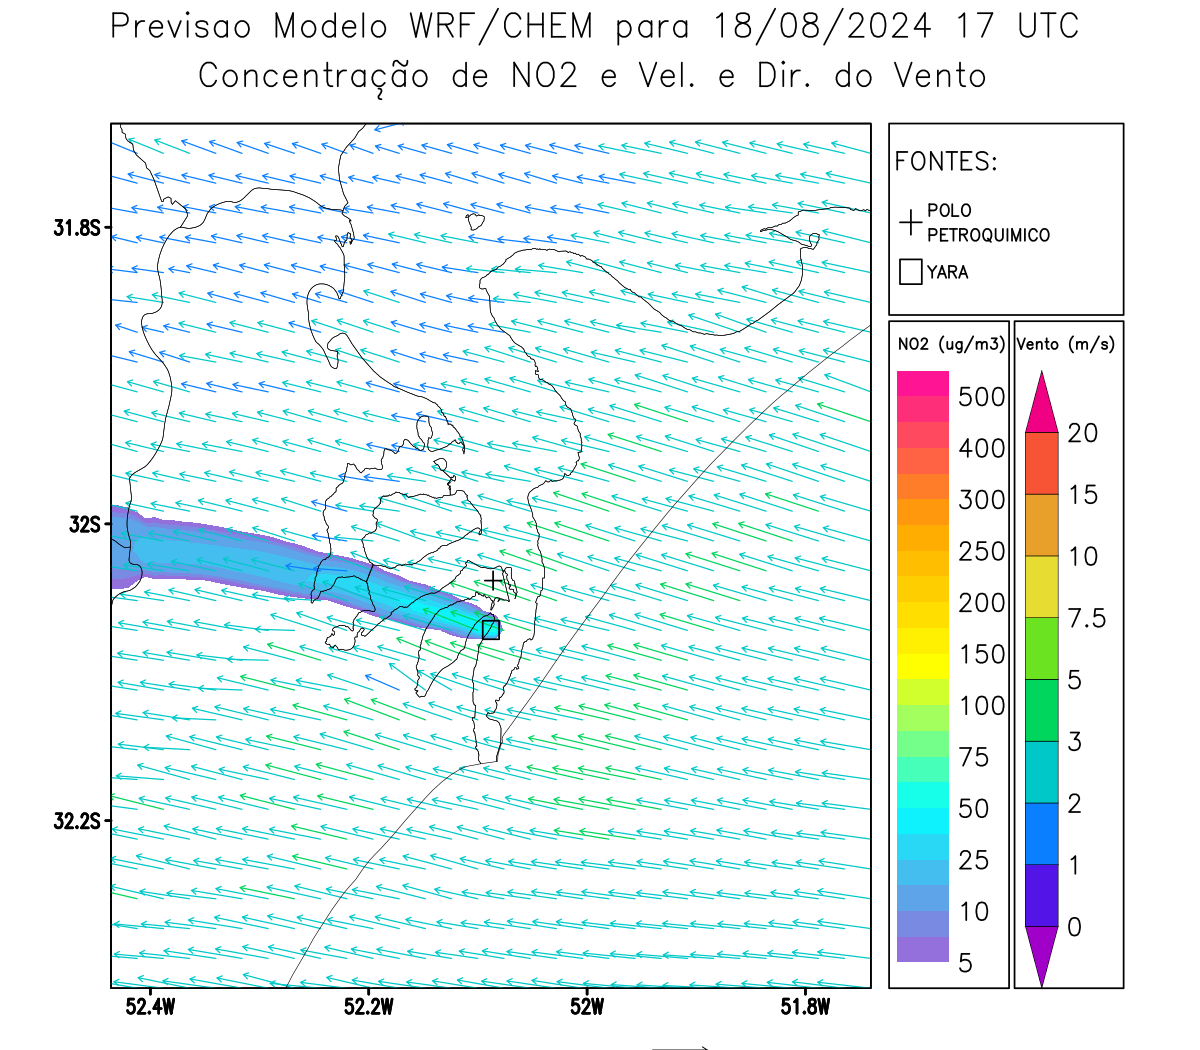 Previsao Modelo WRF/CHEM para 18/08/2024 17 UTC
Concentração de NO2 e Vel. e Dir. do Vento
FONTES:
POLO
PETROQUIMICO
YARA
31.8S
32S
32.2S
52.4W
52.2W
52W
51.8W
NO2 (ug/m3)
500
400
300
250
200
150
100
75
50
25
10
5
Vento (m/s)
20
15
10
7.5
5
3
2
1
0